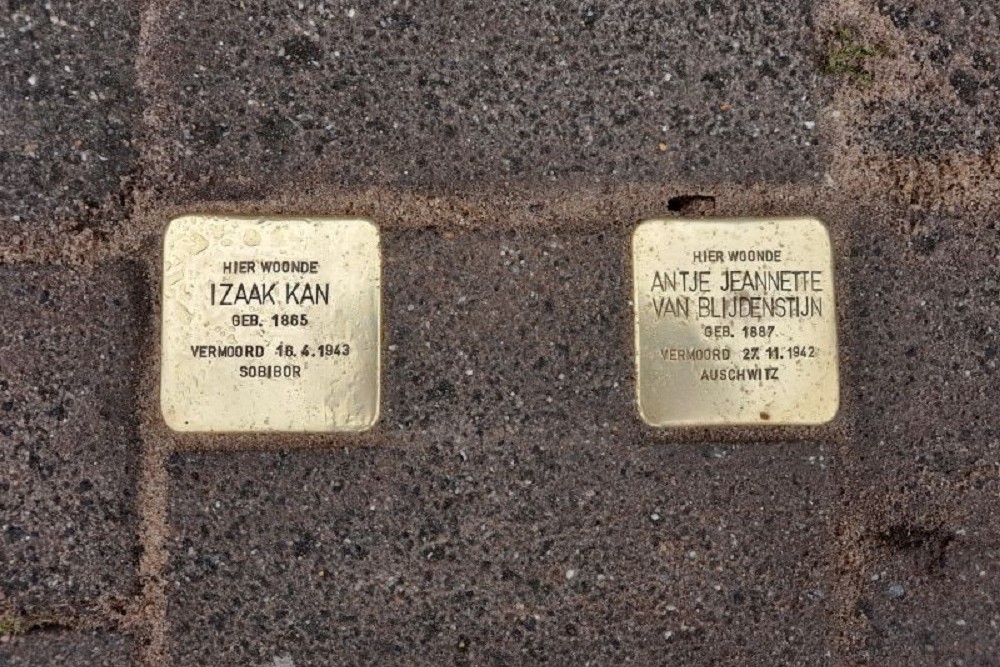 HIER WOONDE
IZAAK KAN
GEB. 1885
VERMOORD 16.4.1943
SOBIBOR
HIER WOONDE
ANTJE JEANNETTE
VAN BLIJDENSTIJN
GEB. 1887
VERMOORD 27.11.1942
AUSCHWITZ